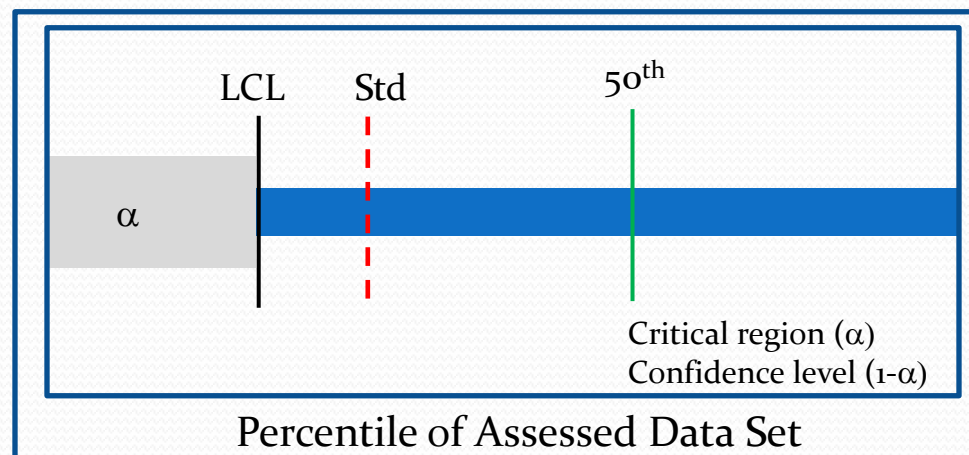 LCL
Std
50th
α
Critical region (α)
Confidence level (1-α)
Percentile of Assessed Data Set